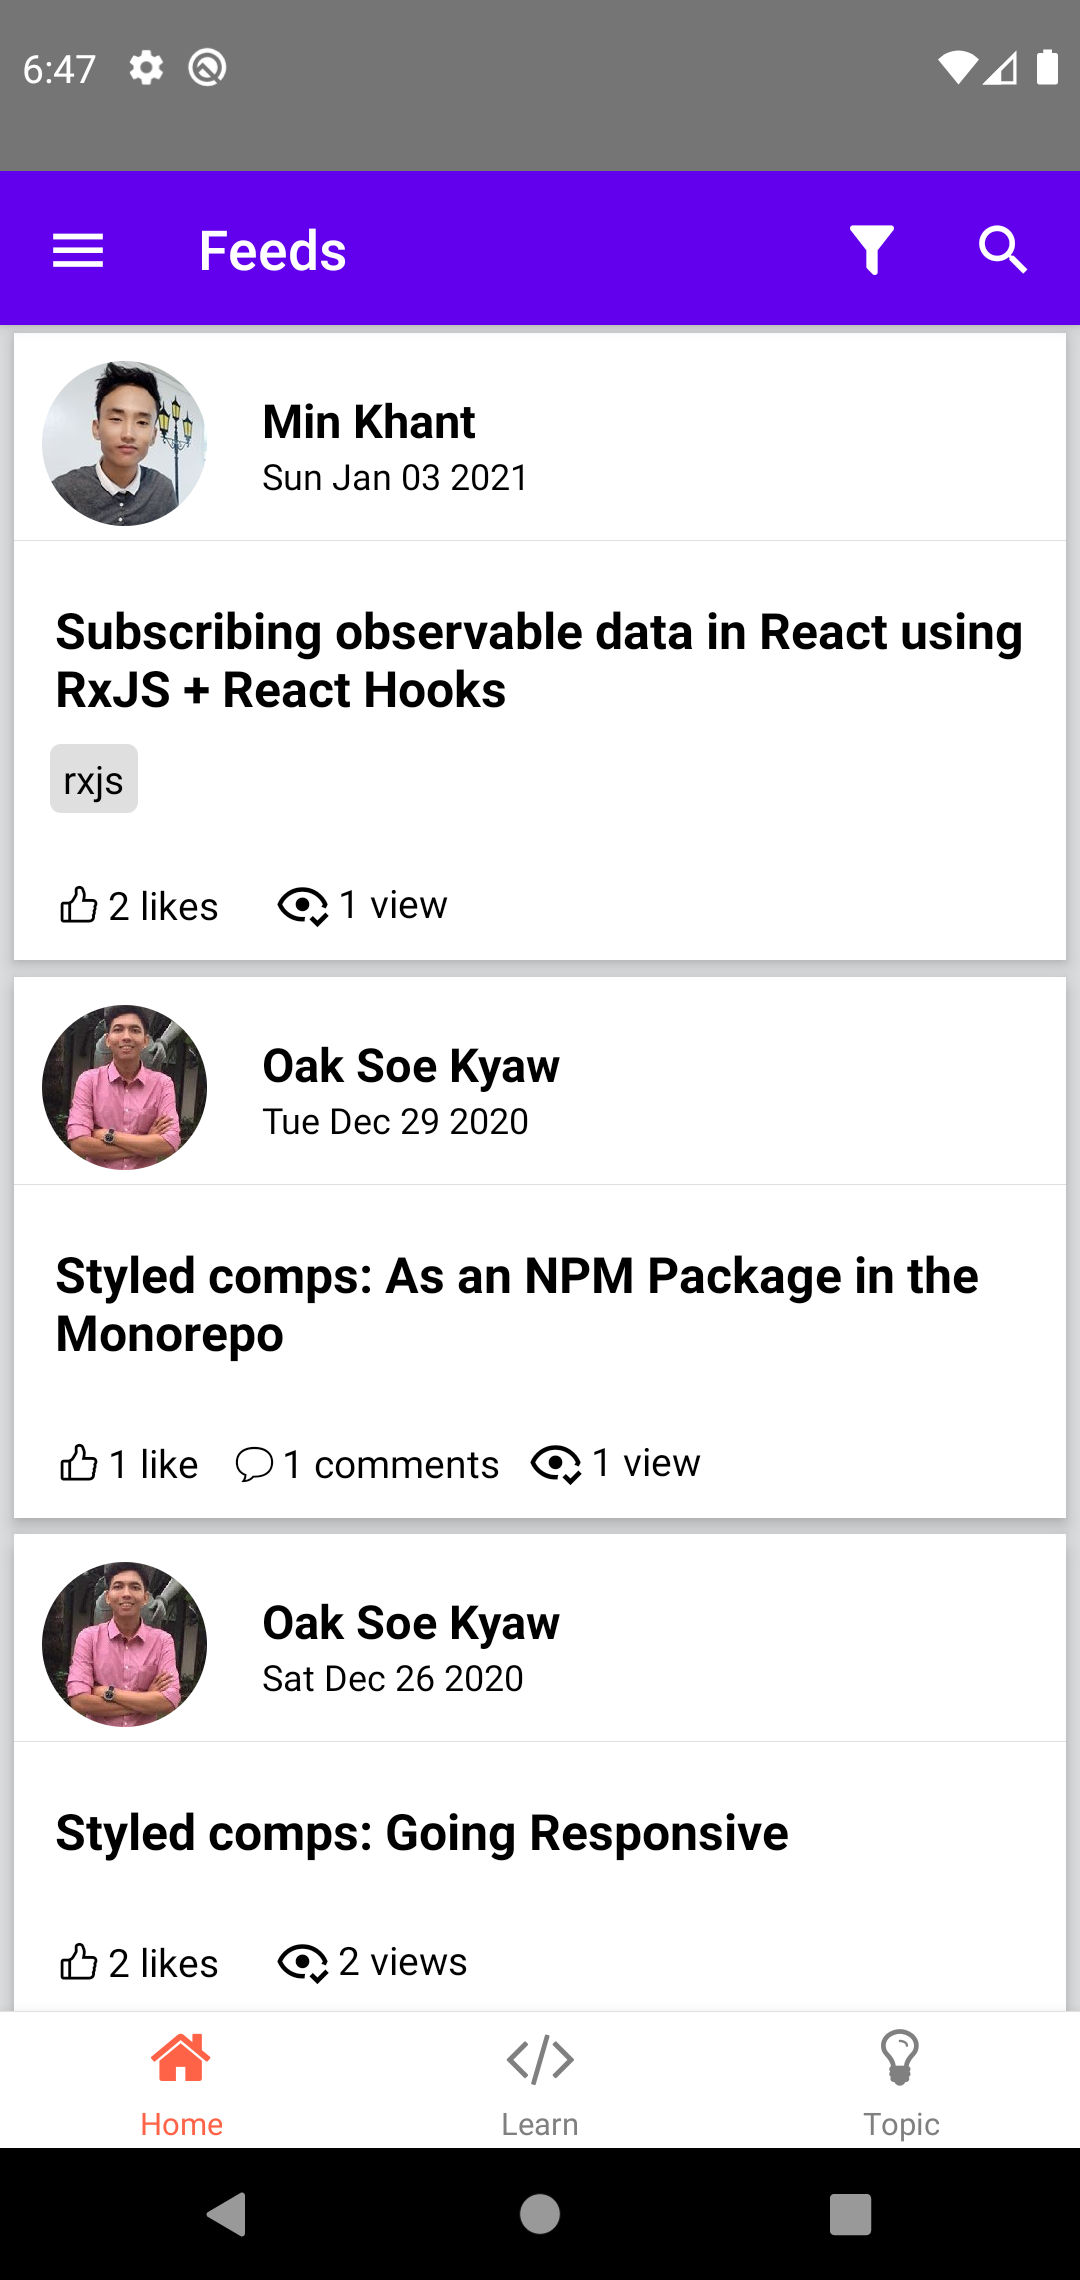 6:47
Feeds
Min Khant
Sun Jan 03 2021
Subscribing observable data in React using
RxJS + React Hooks
rxjs
2 likes 1 view
Oak Soe Kyaw
Tue Dec 29 2020
Styled comps: As an NPM Package in the
Monorepo
1 like 1 comments 1 view
Oak Soe Kyaw
Sat Dec 26 2020
Styled comps: Going Responsive
2 likes 2 views
Home Learn Topic